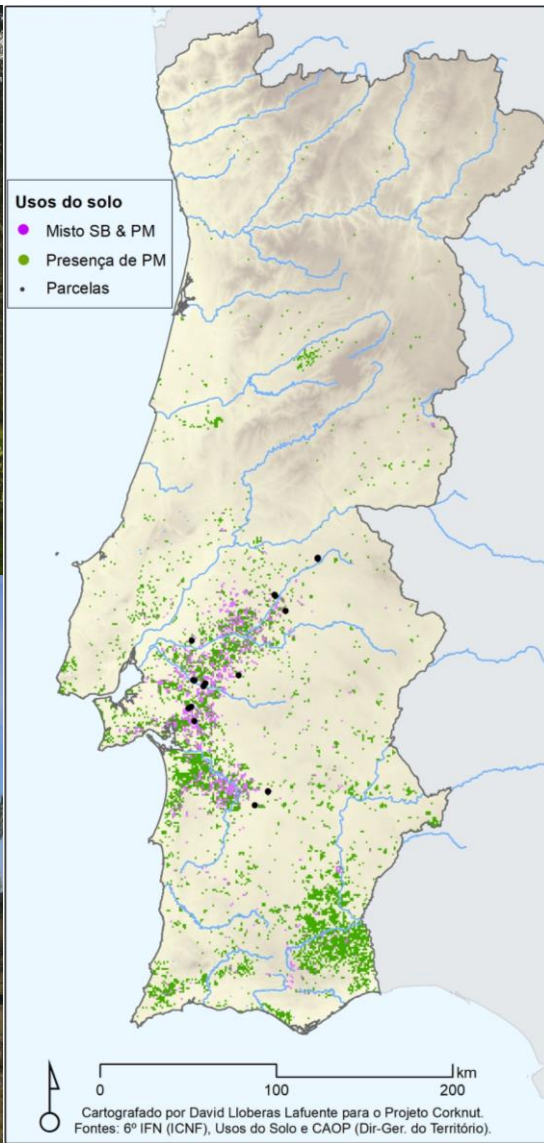 Usos do solo
Misto SB & PM
Presença de PM
Parcelas
km
0 100 200
Cartografado por David Lloberas Lafuente para o Projeto Corknut.
Fontes: 6º IFN (ICNF), Usos do Solo e CAOP (Dir-Ger. do Território).